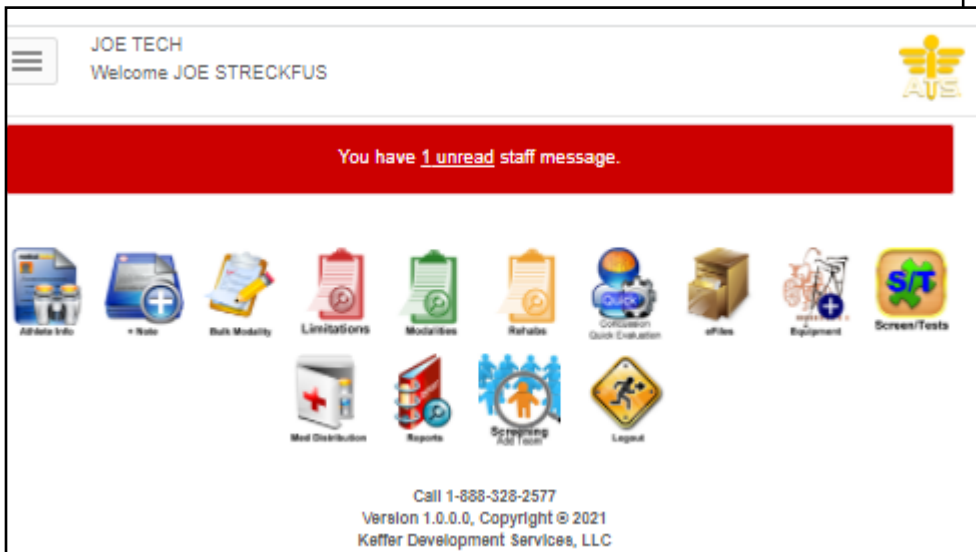 JOE TECH
Welcome JOE STRECKFUS
ATS
You have 1 unread staff message.
Athlete Info
+ Note
Bulk Modality
Limitations
Modalities
Rehabs
Quick
Concussion
Quick Evaluation
eFiles
Equipment
S/T
Screen/Tests
Med Distribution
Reports
Screening
Add Team
Logout
Call 1-888-328-2577
Version 1.0.0.0, Copyright © 2021
Keffer Development Services, LLC